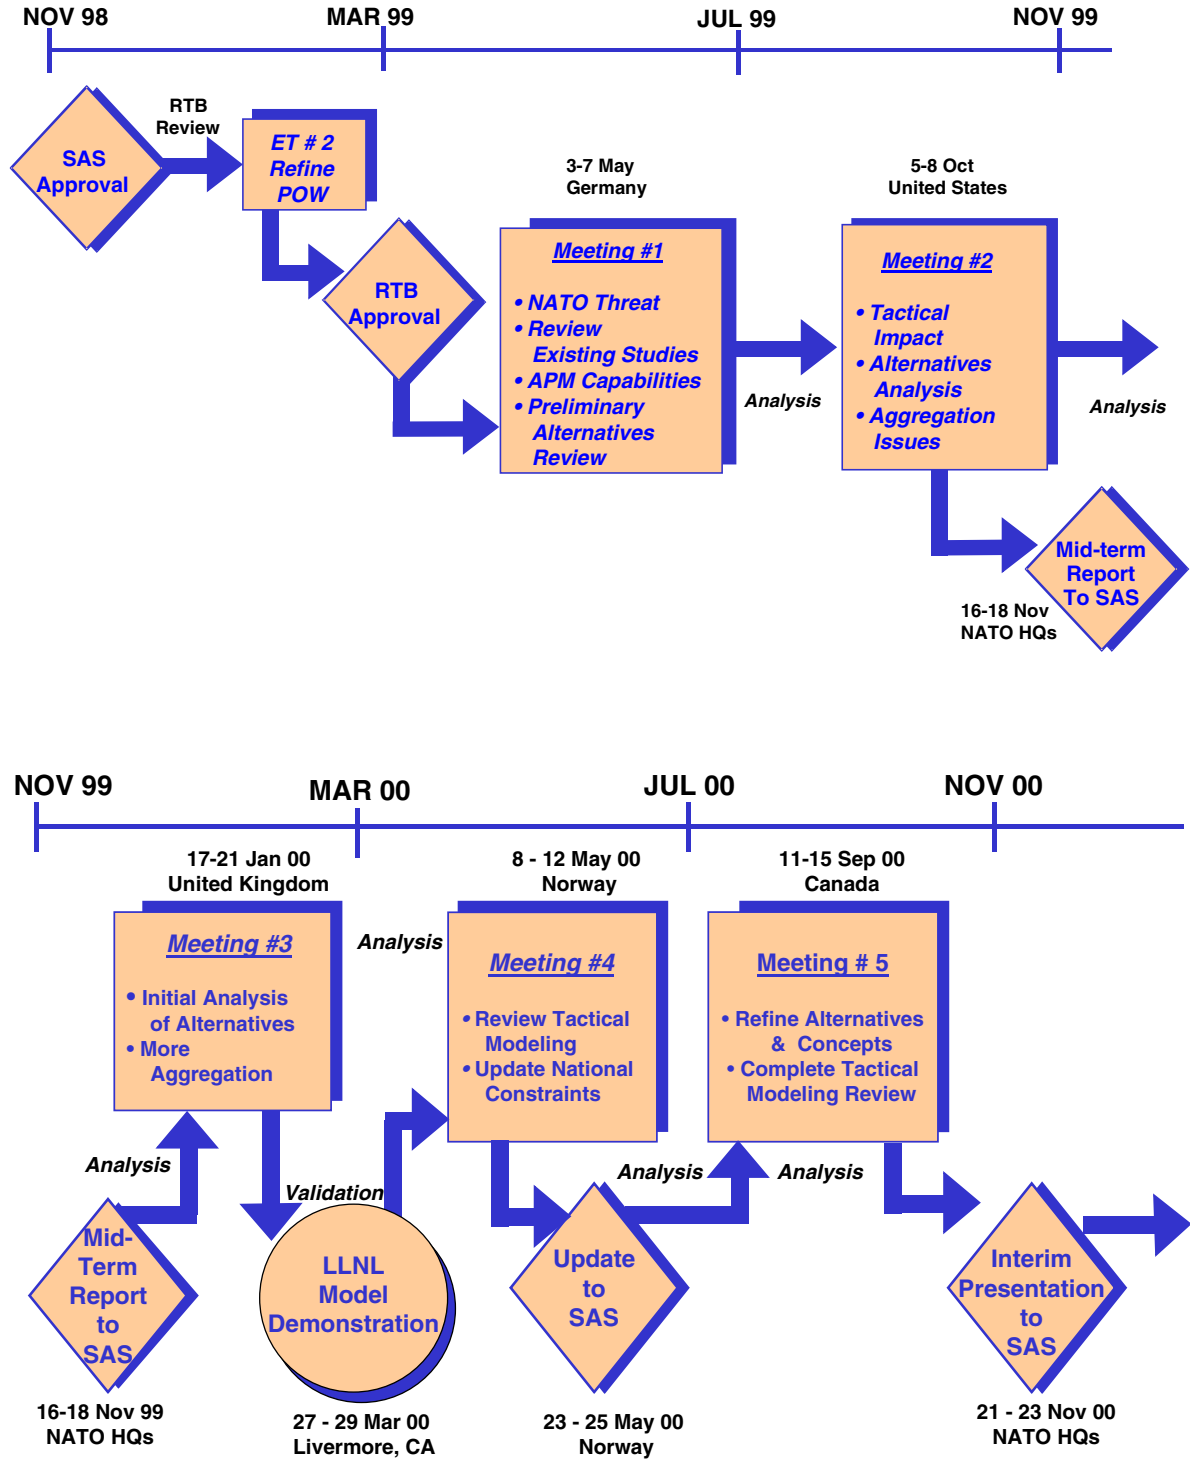 NOV 98
MAR 99
JUL 99
NOV 99
SAS
Approval
RTB
Review
ET # 2
Refine
POW
RTB
Approval
3-7 May
Germany
Meeting #1
• NATO Threat
• Review
Existing Studies
• APM Capabilities
• Preliminary
Alternatives
Review
Analysis
5-8 Oct
United States
Meeting #2
• Tactical
Impact
• Alternatives
Analysis
• Aggregation
Issues
Analysis
Mid-term
Report
To SAS
16-18 Nov
NATO HQs
NOV 99
MAR 00
JUL 00
NOV 00
17-21 Jan 00
United Kingdom
Meeting #3
• Initial Analysis
of Alternatives
• More
Aggregation
Analysis
Mid-
Term
Report
to
SAS
16-18 Nov 99
NATO HQs
Validation
LLNL
Model
Demonstration
27 - 29 Mar 00
Livermore, CA
Analysis
8 - 12 May 00
Norway
Meeting #4
• Review Tactical
Modeling
• Update National
Constraints
Update
to
SAS
23 - 25 May 00
Norway
Analysis
11-15 Sep 00
Canada
Meeting # 5
• Refine Alternatives
& Concepts
• Complete Tactical
Modeling Review
Analysis
Interim
Presentation
to
SAS
21 - 23 Nov 00
NATO HQs